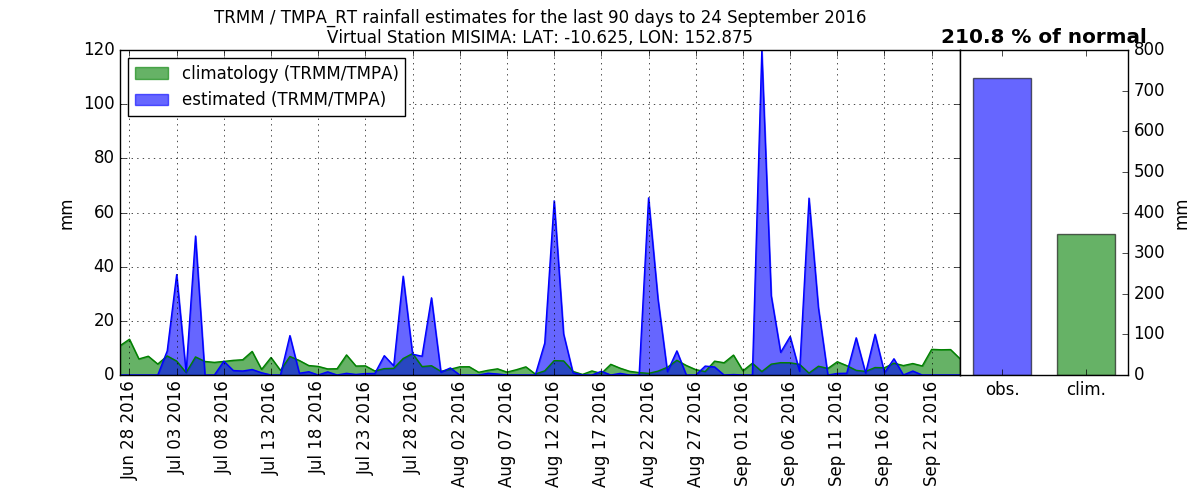 TRMM / TMPA_RT rainfall estimates for the last 90 days to 24 September 2016
Virtual Station MISIMA: LAT: -10.625, LON: 152.875
210.8 % of normal
climatology (TRMM/TMPA)
estimated (TRMM/TMPA)
120
100
80
60
40
20
0
mm
Jun 28 2016
Jul 03 2016
Jul 08 2016
Jul 13 2016
Jul 18 2016
Jul 23 2016
Jul 28 2016
Aug 02 2016
Aug 07 2016
Aug 12 2016
Aug 17 2016
Aug 22 2016
Aug 28 2016
Sep 01 2016
Sep 06 2016
Sep 11 2016
Sep 16 2016
Sep 21 2016
800
700
600
500
400
300
200
100
0
mm
obs.
clim.